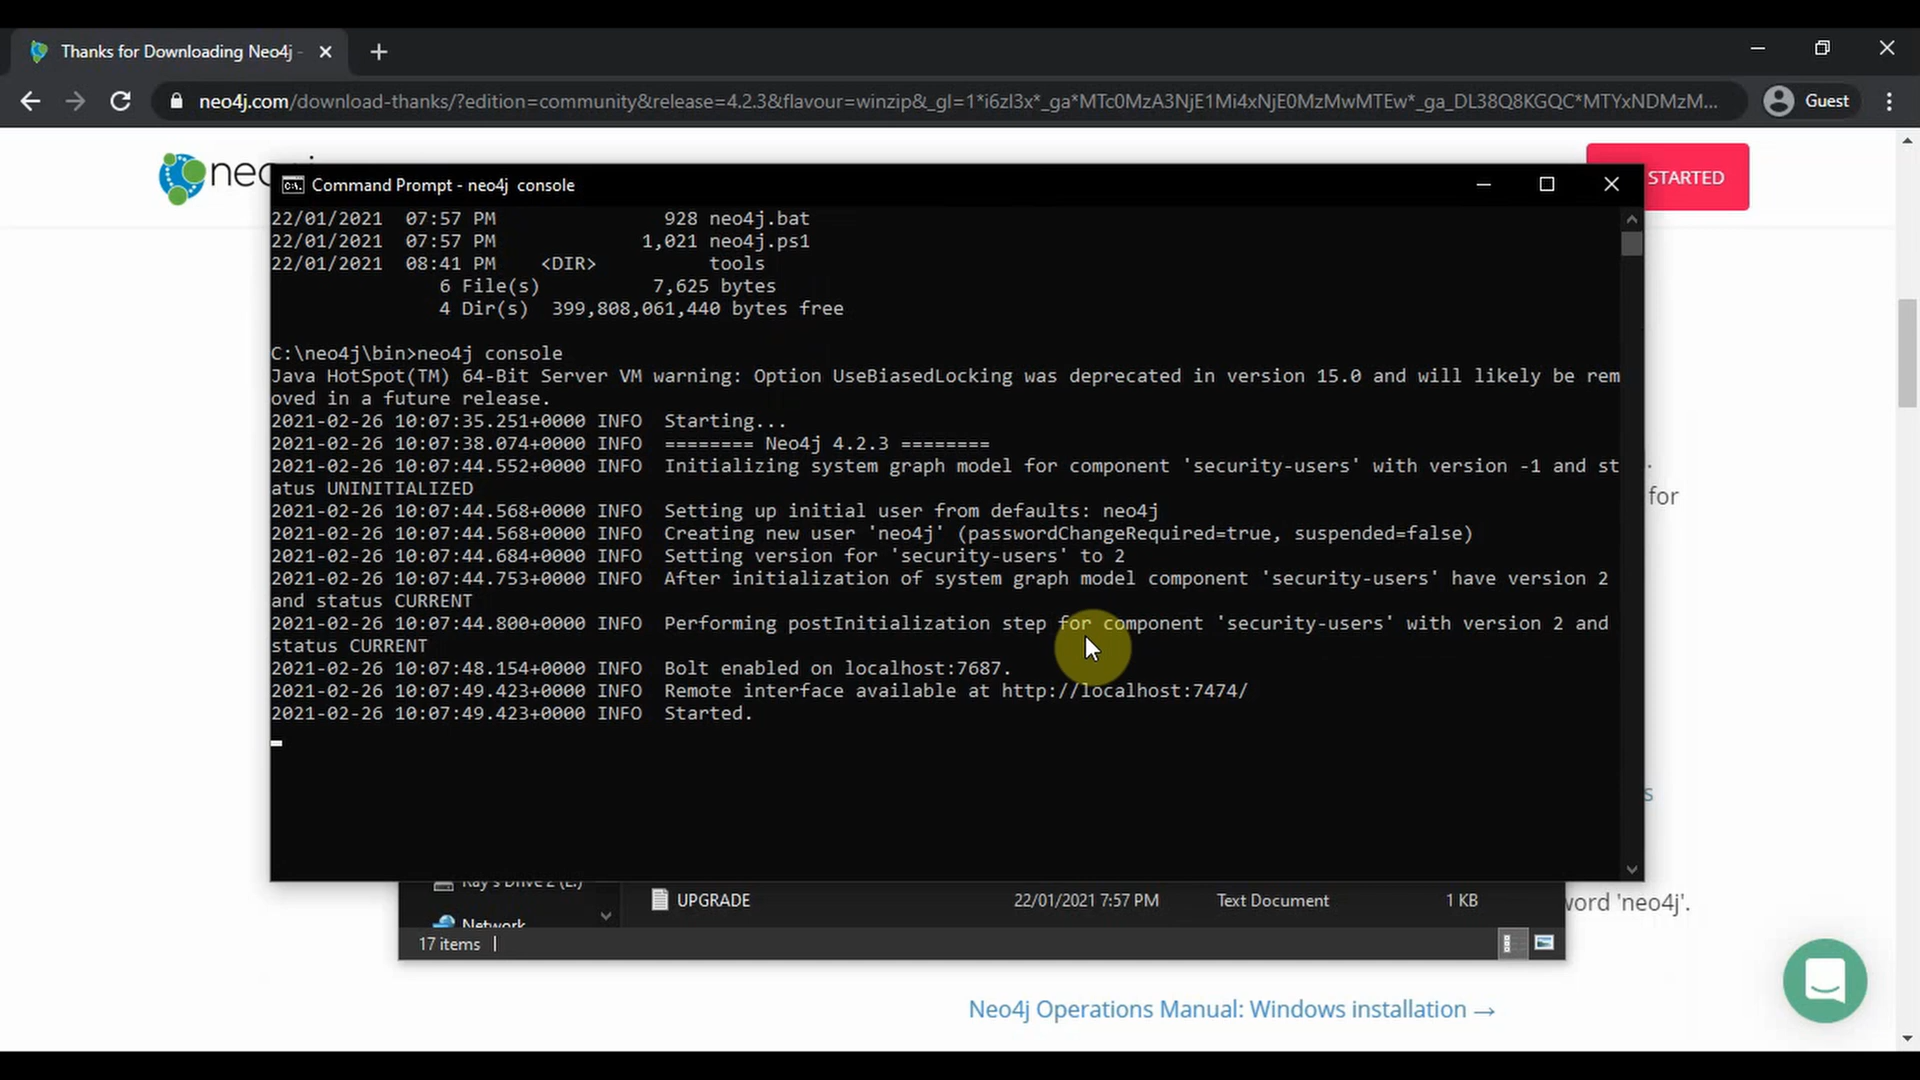 Thanks for Downloading Neo4j -
neo4j.com/download-thanks/?edition=community&release=4.2.3&flavour=winzip&_gl=1*i6zl3x*_ga*MTc0MzA3NjE1Mi4xNjE0MzMwMTEw*_ga_DL38Q8KGQC*MTYxNDMzM...
Guest
STARTED
Command Prompt - neo4j  console
22/01/2021  07:57 PM               928 neo4j.bat
22/01/2021  07:57 PM             1,021 neo4j.ps1
22/01/2021  08:41 PM    <DIR>          tools
6 File(s)          7,625 bytes
4 Dir(s)  399,808,061,440 bytes free
C:\neo4j\bin>neo4j console
Java HotSpot(TM) 64-Bit Server VM warning: Option UseBiasedLocking was deprecated in version 15.0 and will likely be rem
oved in a future release.
2021-02-26 10:07:35.251+0000 INFO  Starting...
2021-02-26 10:07:38.074+0000 INFO  ======== Neo4j 4.2.3 ========
2021-02-26 10:07:44.552+0000 INFO  Initializing system graph model for component 'security-users' with version -1 and st
atus UNINITIALIZED
2021-02-26 10:07:44.568+0000 INFO  Setting up initial user from defaults: neo4j
2021-02-26 10:07:44.568+0000 INFO  Creating new user 'neo4j' (passwordChangeRequired=true, suspended=false)
2021-02-26 10:07:44.684+0000 INFO  Setting version for 'security-users' to 2
2021-02-26 10:07:44.753+0000 INFO  After initialization of system graph model component 'security-users' have version 2
and status CURRENT
2021-02-26 10:07:44.800+0000 INFO  Performing postInitialization step for component 'security-users' with version 2 and
status CURRENT
2021-02-26 10:07:48.154+0000 INFO  Bolt enabled on localhost:7687.
2021-02-26 10:07:49.423+0000 INFO  Remote interface available at http://localhost:7474/
2021-02-26 10:07:49.423+0000 INFO  Started.
for
Ray's Drive 2 (E:)
UPGRADE 22/01/2021 7:57 PM Text Document 1 KB
Network
word 'neo4j'.
17 items
Neo4j Operations Manual: Windows installation →